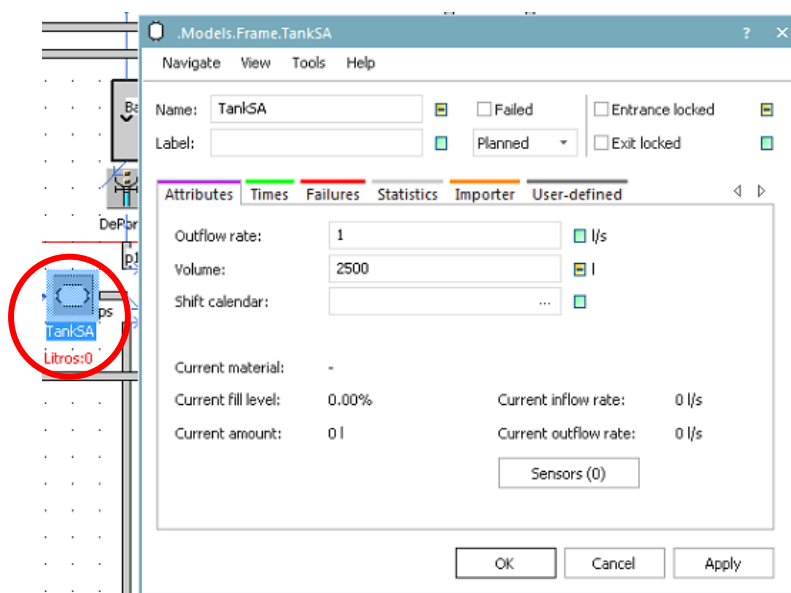 .Models.Frame.TankSA ? ×
Navigate View Tools Help
Name: TankSA Failed Entrance locked
Label: Planned Exit locked
Attributes Times Failures Statistics Importer User-defined
Outflow rate: 1 l/s
Volume: 2500 l
Shift calendar: ...
Current material: -
Current fill level: 0.00% Current inflow rate: 0 l/s
Current amount: 0 l Current outflow rate: 0 l/s
Sensors (0)
OK Cancel Apply
Ba
DePor
p1
ps
TankSA
Litros:0